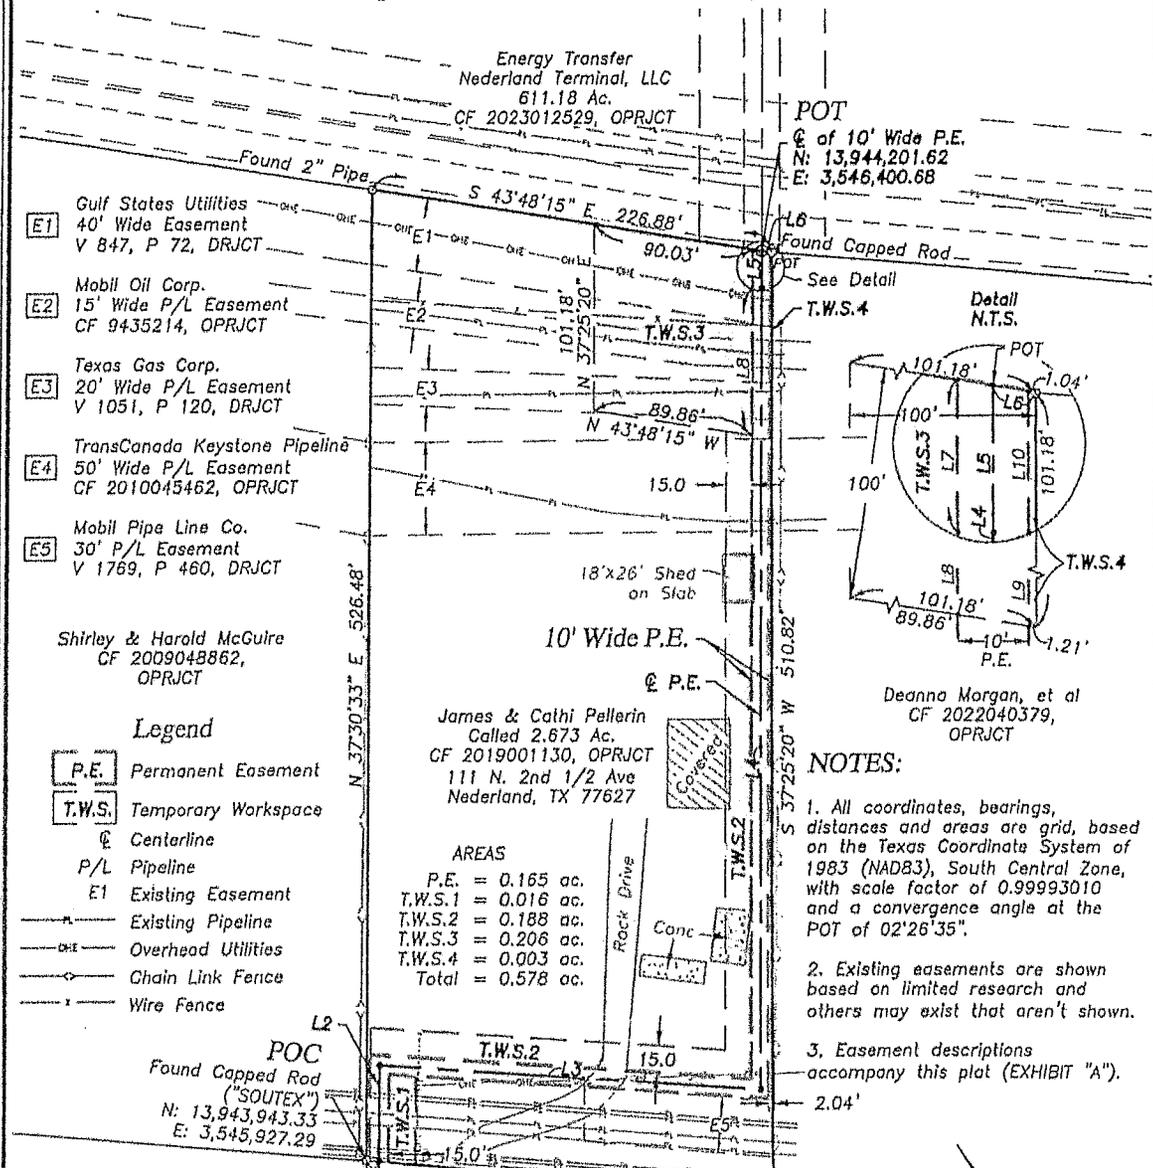 Energy Transfer
Nederland Terminal, LLC
611.18 Ac.
CF 2023012529, OPRJCT
POT
℄ of 10' Wide P.E.
N: 13,944,201.62
E: 3,546,400.68
Found 2" Pipe
S 43°48'15" E 226.88'
90.03'
L6
Found Capped Rod
POT
See Detail
T.W.S.4
E1 Gulf States Utilities
40' Wide Easement
V 847, P 72, DRJCT
E2 Mobil Oil Corp.
15' Wide P/L Easement
CF 9435214, OPRJCT
E3 Texas Gas Corp.
20' Wide P/L Easement
V 1051, P 120, DRJCT
E4 TransCanada Keystone Pipeline
50' Wide P/L Easement
CF 2010045462, OPRJCT
E5 Mobil Pipe Line Co.
30' P/L Easement
V 1769, P 460, DRJCT
E1
E2
E3
E4
OHE
PL
101.18'
N 37°25'20" E
T.W.S.3
L5
L8
89.86'
N 43°48'15" W
15.0
18'x26' Shed
on Slab
10' Wide P.E.
℄ P.E.
Detail
N.T.S.
POT
101.18'
1.04'
L6
100'
T.W.S.3
L7
L5
L10
101.18'
100'
L4
T.W.S.4
L8
L9
101.18'
89.86'
10'
P.E.
1.21'
Shirley & Harold McGuire
CF 2009048862,
OPRJCT
N 37°30'33" E 526.48'
S 37°25'20" W 510.82'
Deanna Morgan, et al
CF 2022040379,
OPRJCT
James & Cathi Pellerin
Called 2.673 Ac.
CF 2019001130, OPRJCT
111 N. 2nd 1/2 Ave
Nederland, TX 77627
Covered
L4
T.W.S.2
Rock Drive
Conc
AREAS
P.E. = 0.165 ac.
T.W.S.1 = 0.016 ac.
T.W.S.2 = 0.188 ac.
T.W.S.3 = 0.206 ac.
T.W.S.4 = 0.003 ac.
Total = 0.578 ac.
Legend
P.E. Permanent Easement
T.W.S. Temporary Workspace
℄ Centerline
P/L Pipeline
E1 Existing Easement
PL Existing Pipeline
OHE Overhead Utilities
Chain Link Fence
x Wire Fence
NOTES:
1. All coordinates, bearings,
distances and areas are grid, based
on the Texas Coordinate System of
1983 (NAD83), South Central Zone,
with scale factor of 0.99993010
and a convergence angle at the
POT of 02°26'35".
2. Existing easements are shown
based on limited research and
others may exist that aren't shown.
3. Easement descriptions
accompany this plat (EXHIBIT "A").
L2
POC
Found Capped Rod
("SOUTEX")
N: 13,943,943.33
E: 3,545,927.29
T.W.S.2
L3
15.0
T.W.S.1
15.0'
E5
2.04'